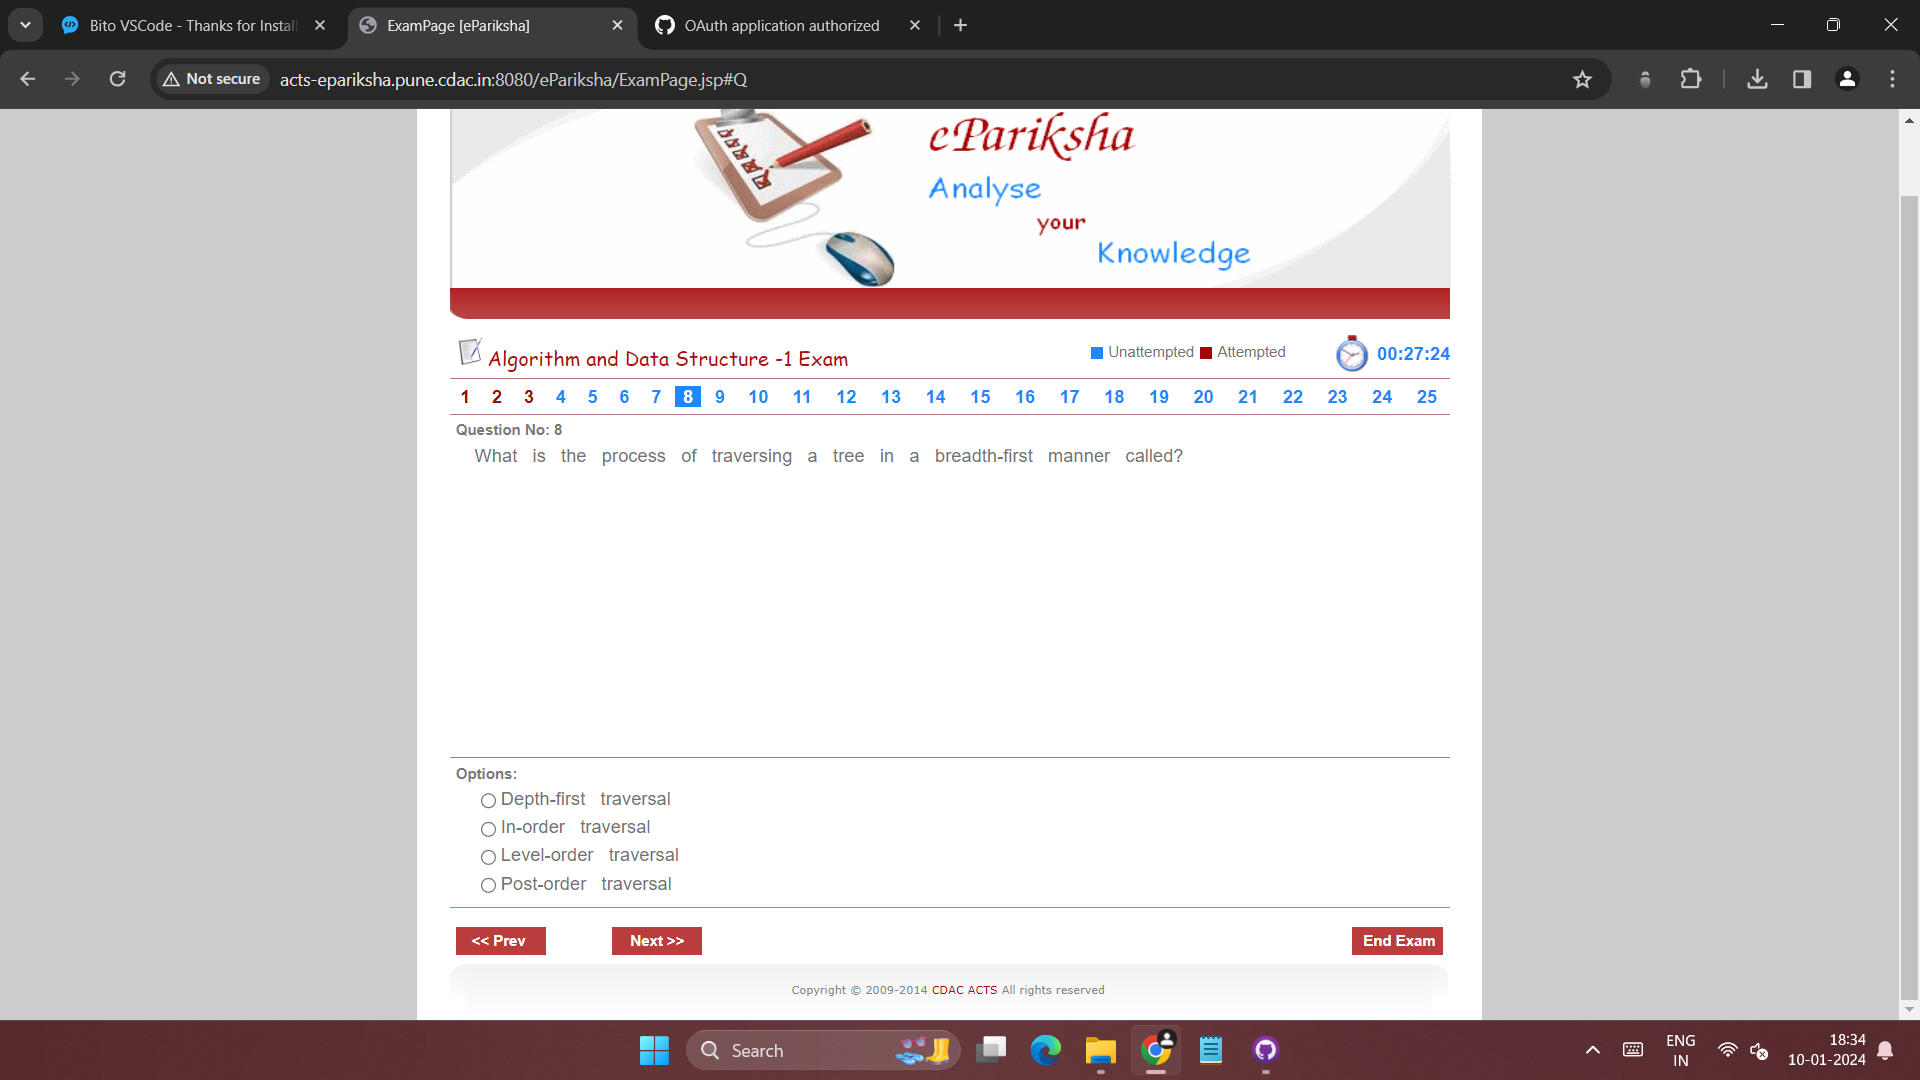 Bito VSCode - Thanks for Instal
ExamPage [ePariksha]
OAuth application authorized
Not secure
acts-epariksha.pune.cdac.in:8080/ePariksha/ExamPage.jsp#Q
ePariksha
Analyse
your
Knowledge
Algorithm and Data Structure -1 Exam
Unattempted Attempted
00:27:24
1 2 3 4 5 6 7 8 9 10 11 12 13 14 15 16 17 18 19 20 21 22 23 24 25
Question No: 8
What is the process of traversing a tree in a breadth-first manner called?
Options:
Depth-first traversal
In-order traversal
Level-order traversal
Post-order traversal
<< Prev
Next >>
End Exam
Copyright © 2009-2014 CDAC ACTS All rights reserved
Search
ENG
IN
18:34
10-01-2024